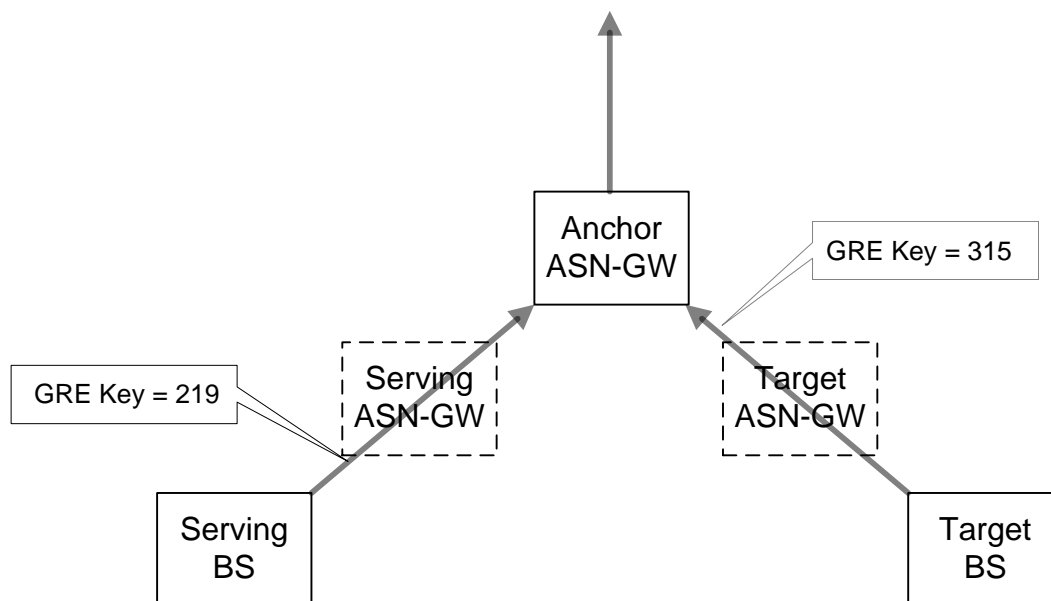 Anchor
ASN-GW
GRE Key = 315
Serving
ASN-GW
Target
ASN-GW
GRE Key = 219
Serving
BS
Target
BS